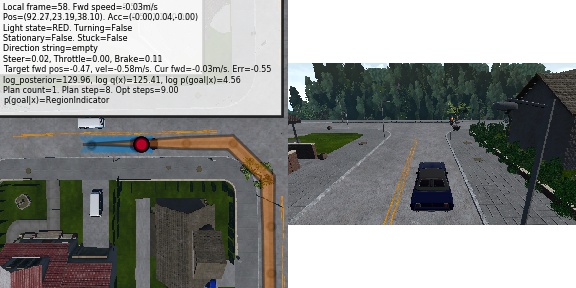 Local frame=58. Fwd speed=-0.03m/s
Pos=(92.27,23.19,38.10). Acc=(-0.00,0.04,-0.00)
Light state=RED. Turning=False
Stationary=False. Stuck=False
Direction string=empty
Steer=0.02, Throttle=0.00, Brake=0.11
Target fwd pos=-0.47, vel=-0.58m/s. Cur fwd=-0.03m/s. Err=-0.55
log_posterior=129.96, log q(x)=125.41, log p(goal|x)=4.56
Plan count=1. Plan step=8. Opt steps=9.00
p(goal|x)=RegionIndicator